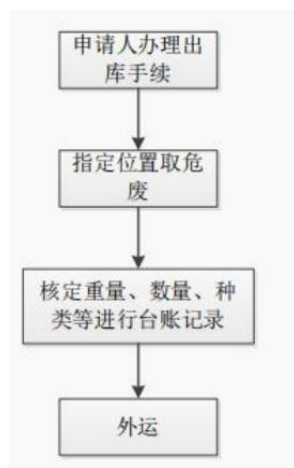 申请人办理出
库手续
指定位置取危
废
核定重量、数量、种
类等进行台账记录
外运